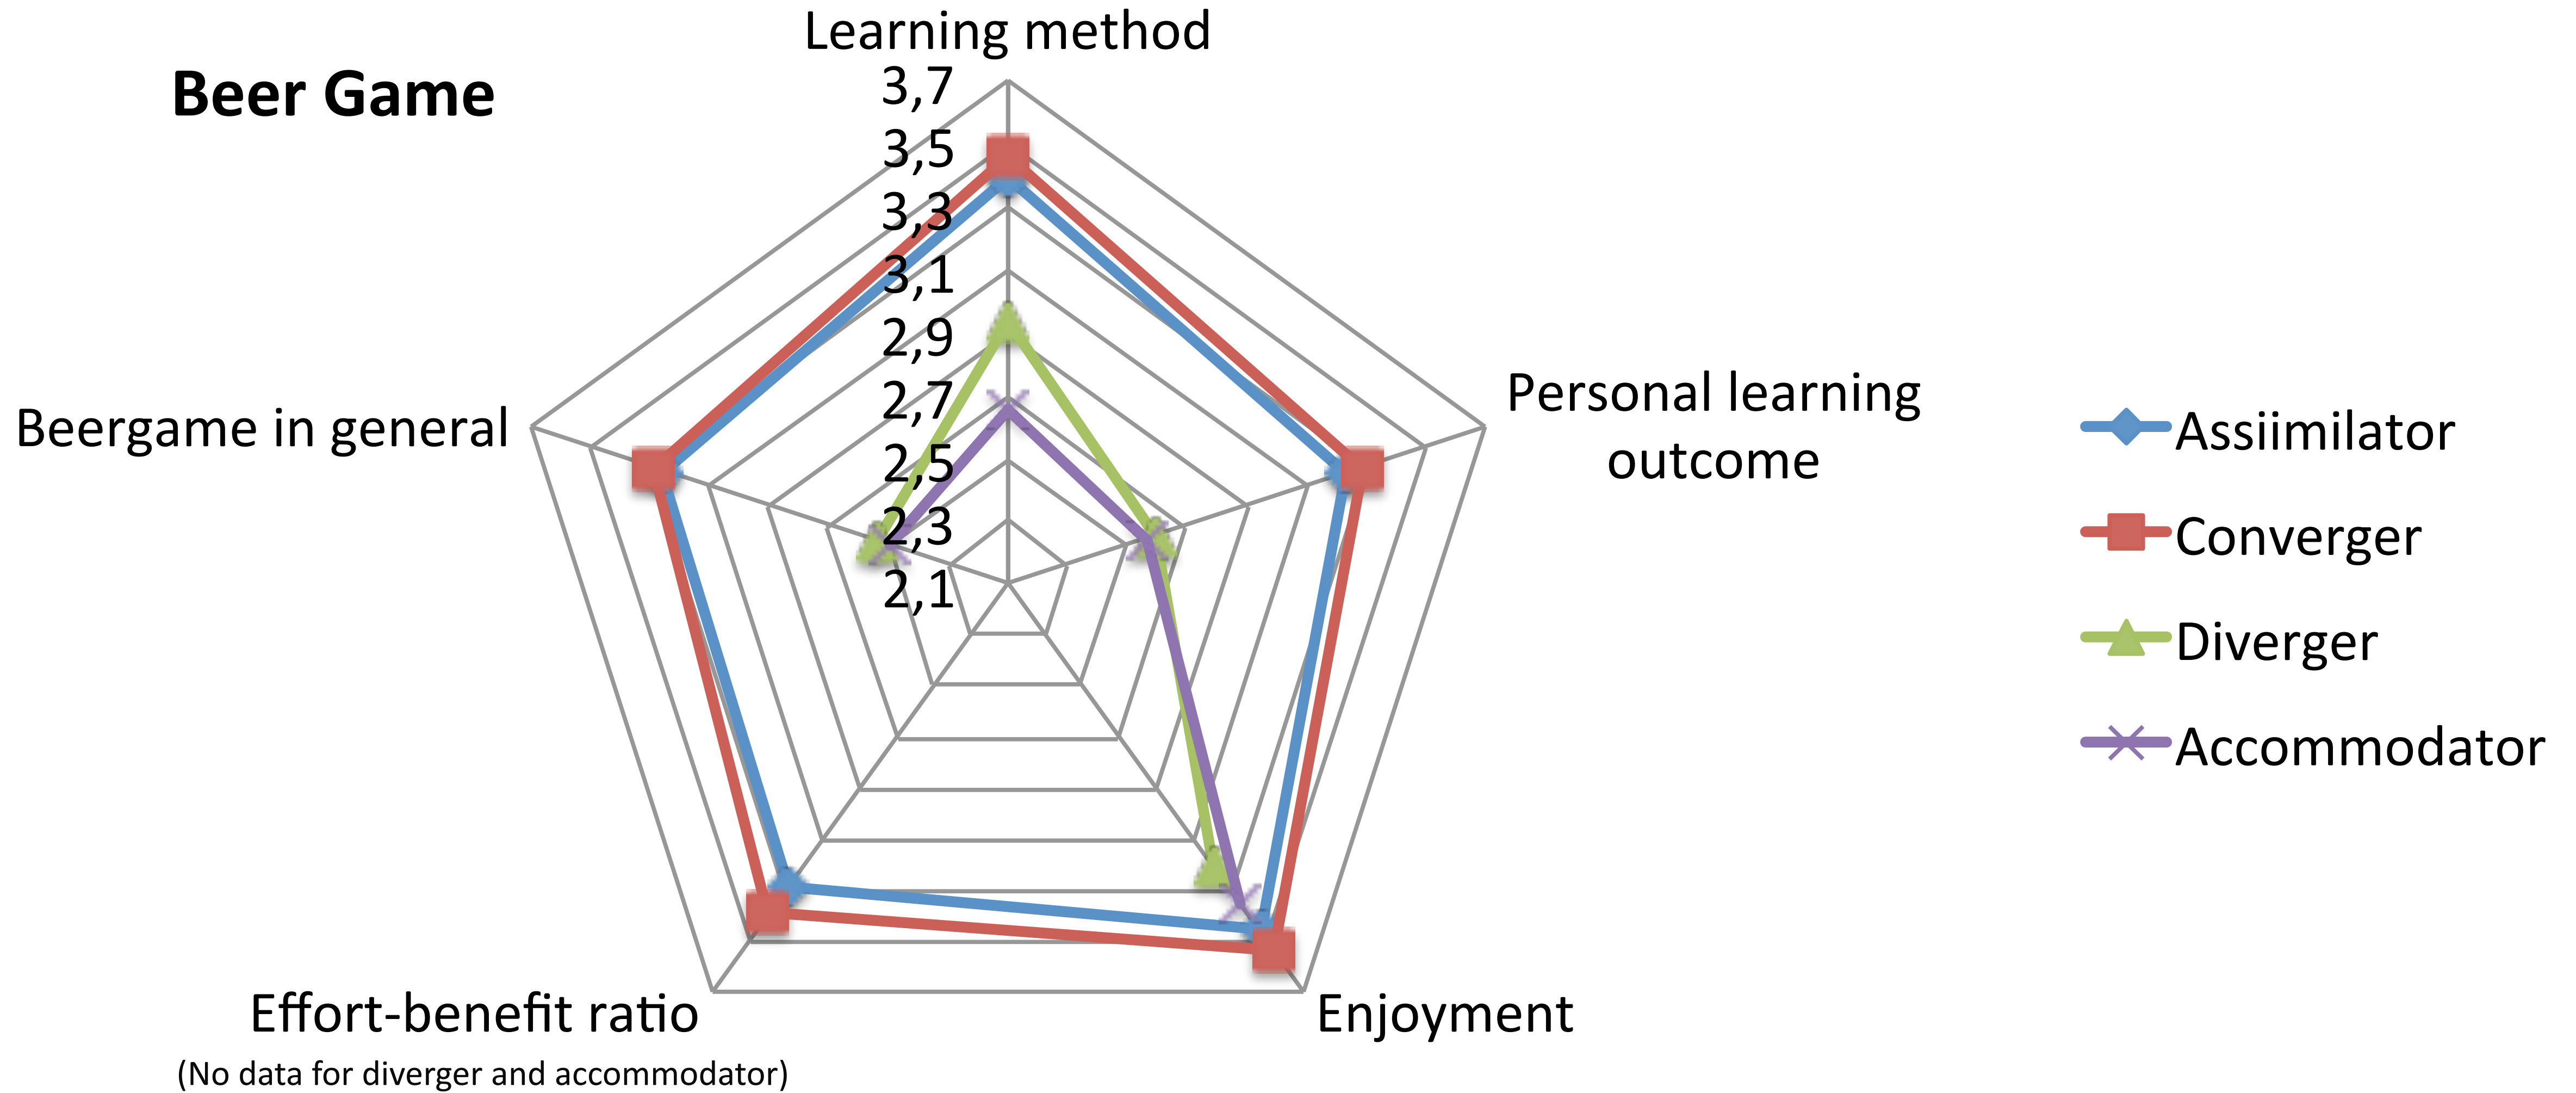 Beer Game
Learning method
3,7
3,5
3,3
3,1
2,9
2,7
2,5
2,3
2,1
Personal learning
outcome
Beergame in general
Enjoyment
Effort-benefit ratio
(No data for diverger and accommodator)
Assiimilator
Converger
Diverger
Accommodator